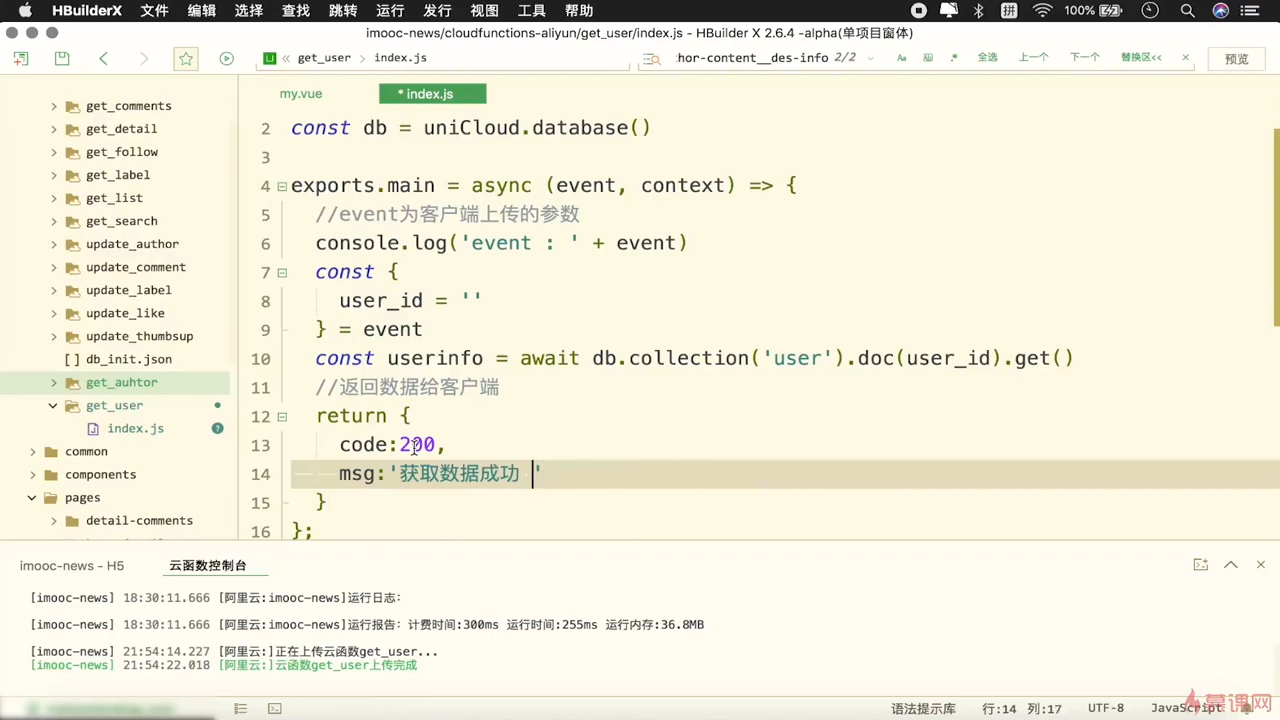 HBuilderX 文件 编辑 选择 查找 跳转 运行 发行 视图 工具 帮助 拼 100%
imooc-news/cloudfunctions-aliyun/get_user/index.js - HBuilder X 2.6.4 -alpha(单项目窗体)
get_user index.js :hor-content__des-info 2/2 Aa .* 全选 上一个 下一个 替换区<< 预览
my.vue * index.js
get_comments
get_detail
get_follow
get_label
get_list
get_search
update_author
update_comment
update_label
update_like
update_thumbsup
[] db_init.json
get_auhtor
get_user
index.js
common
components
pages
detail-comments
2 const db = uniCloud.database()
3
4 exports.main = async (event, context) => {
5 //event为客户端上传的参数
6 console.log('event : ' + event)
7 const {
8 user_id = ''
9 } = event
10 const userinfo = await db.collection('user').doc(user_id).get()
11 //返回数据给客户端
12 return {
13 code:200,
14 msg:'获取数据成功 '
15 }
16 };
imooc-news - H5 云函数控制台
[imooc-news] 18:30:11.666 [阿里云:imooc-news]运行日志:
[imooc-news] 18:30:11.666 [阿里云:imooc-news]运行报告: 计费时间:300ms 运行时间:255ms 运行内存:36.8MB
[imooc-news] 21:54:14.227 [阿里云:]正在上传云函数get_user...
[imooc-news] 21:54:22.018 [阿里云:]云函数get_user上传完成
语法提示库 行:14 列:17 UTF-8 JavaScript
慕课网